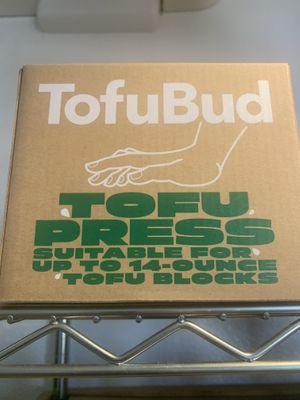 TofuBud
TOFU
PRESS
SUITABLE FOR
UP TO 14-OUNCE
TOFU BLOCKS